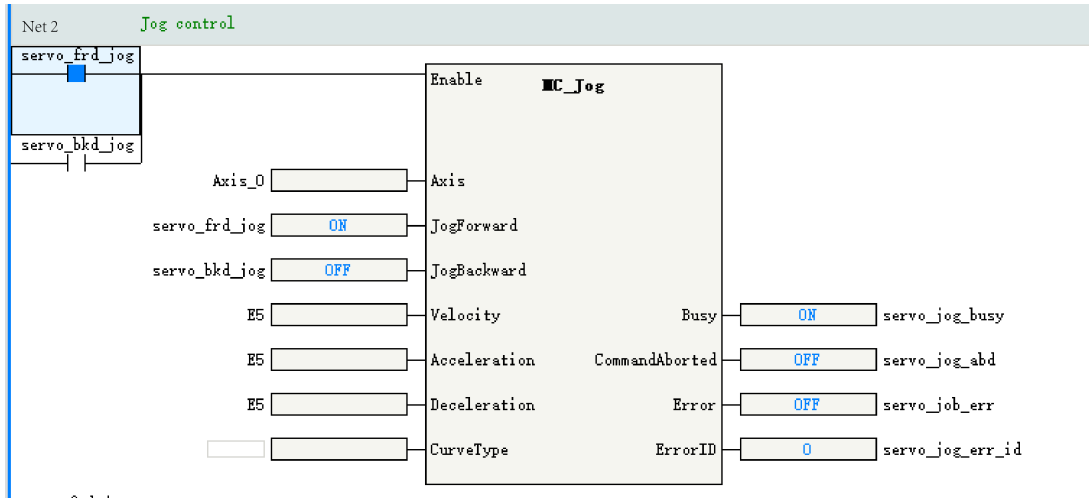 Net 2 Jog control
servo_frd_jog
Enable MC_Jog
servo_bkd_jog
Axis_0 Axis
servo_frd_jog ON JogForward
servo_bkd_jog OFF JogBackward
E5 Velocity Busy ON servo_jog_busy
E5 Acceleration CommandAborted OFF servo_jog_abd
E5 Deceleration Error OFF servo_job_err
CurveType ErrorID 0 servo_jog_err_id